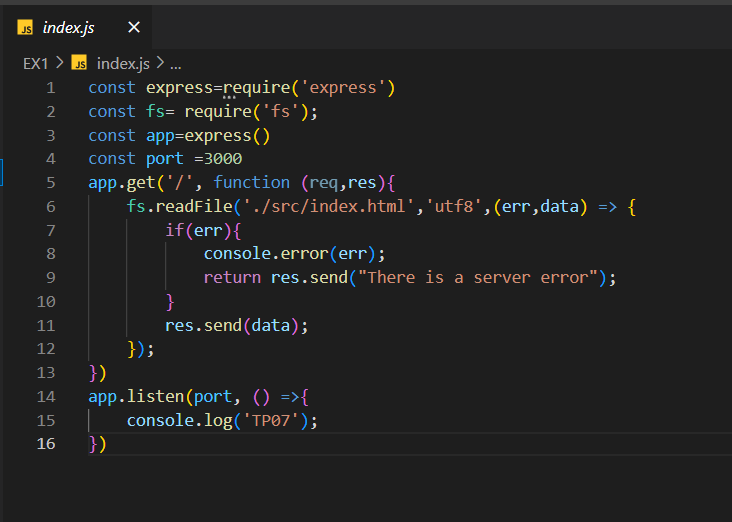 JS index.js ×
EX1 > JS index.js > ...
1 const express=require('express')
2 const fs= require('fs');
3 const app=express()
4 const port =3000
5 app.get('/', function (req,res){
6     fs.readFile('./src/index.html','utf8',(err,data) => {
7         if(err){
8             console.error(err);
9             return res.send("There is a server error");
10         }
11         res.send(data);
12     });
13 })
14 app.listen(port, () =>{
15     console.log('TP07');
16 })